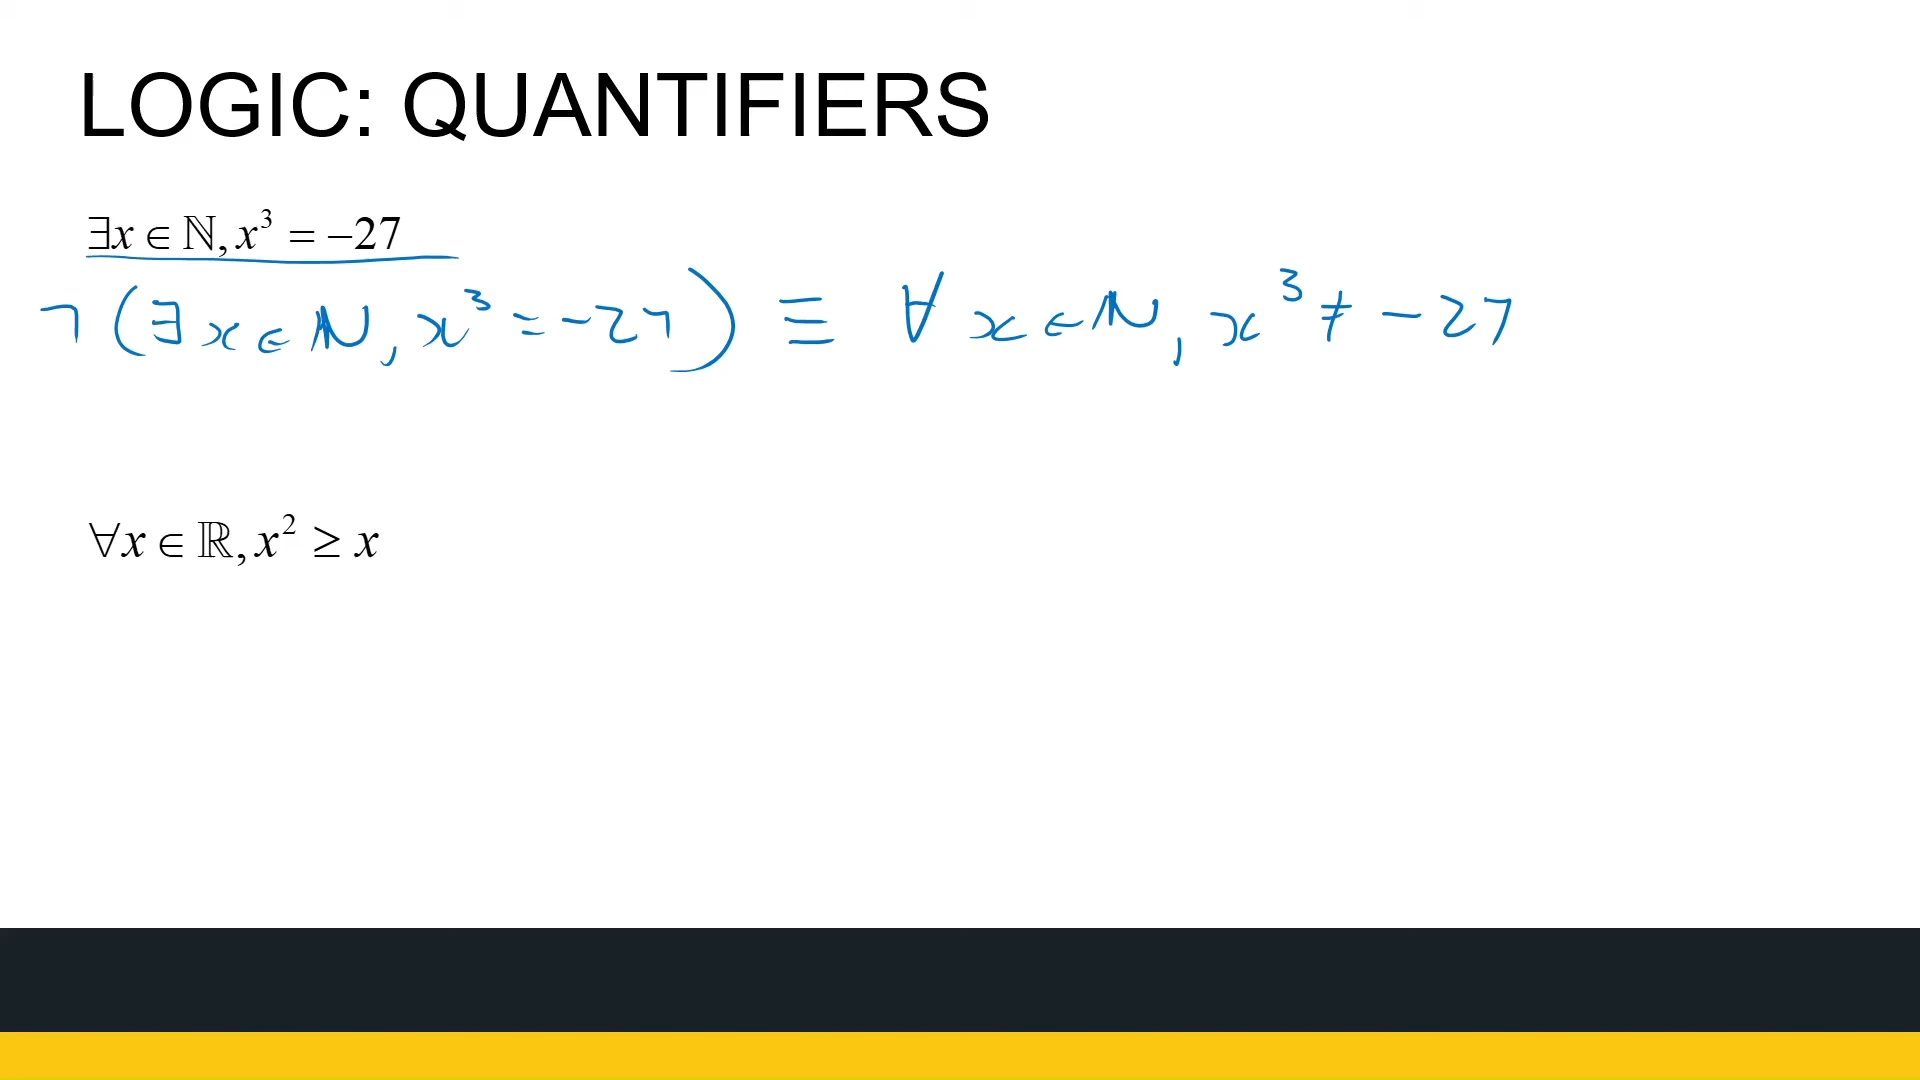 LOGIC: QUANTIFIERS
∃x ∈ ℕ, x³ = −27
¬(∃x∈ℕ, x³ = −27) ≡ ∀x∈ℕ, x³ ≠ −27
∀x ∈ ℝ, x² ≥ x